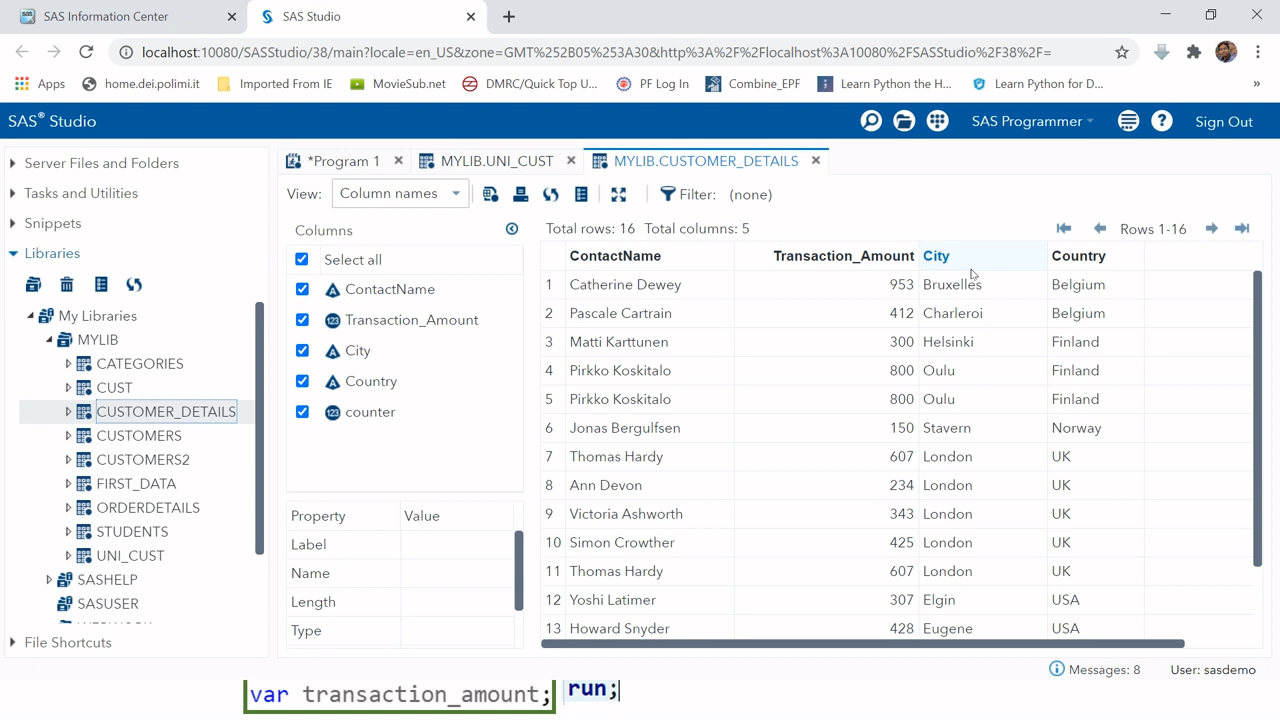 SAS Information Center
SAS Studio
localhost:10080/SASStudio/38/main?locale=en_US&zone=GMT%252B05%253A30&http%3A%2F%2Flocalhost%3A10080%2FSASStudio%2F38%2F=
Apps
home.dei.polimi.it
Imported From IE
MovieSub.net
DMRC/Quick Top U...
PF Log In
Combine_EPF
Learn Python the H...
Learn Python for D...
»
SAS® Studio
SAS Programmer
Sign Out
Server Files and Folders
Tasks and Utilities
Snippets
Libraries
My Libraries
MYLIB
CATEGORIES
CUST
CUSTOMER_DETAILS
CUSTOMERS
CUSTOMERS2
FIRST_DATA
ORDERDETAILS
STUDENTS
UNI_CUST
SASHELP
SASUSER
File Shortcuts
*Program 1
MYLIB.UNI_CUST
MYLIB.CUSTOMER_DETAILS
View: Column names
Filter: (none)
Columns
Select all
ContactName
Transaction_Amount
City
Country
counter
Property Value
Label
Name
Length
Type
Total rows: 16 Total columns: 5
Rows 1-16
ContactName Transaction_Amount City Country
1 Catherine Dewey 953 Bruxelles Belgium
2 Pascale Cartrain 412 Charleroi Belgium
3 Matti Karttunen 300 Helsinki Finland
4 Pirkko Koskitalo 800 Oulu Finland
5 Pirkko Koskitalo 800 Oulu Finland
6 Jonas Bergulfsen 150 Stavern Norway
7 Thomas Hardy 607 London UK
8 Ann Devon 234 London UK
9 Victoria Ashworth 343 London UK
10 Simon Crowther 425 London UK
11 Thomas Hardy 607 London UK
12 Yoshi Latimer 307 Elgin USA
13 Howard Snyder 428 Eugene USA
Messages: 8
User: sasdemo
var transaction_amount;
run;